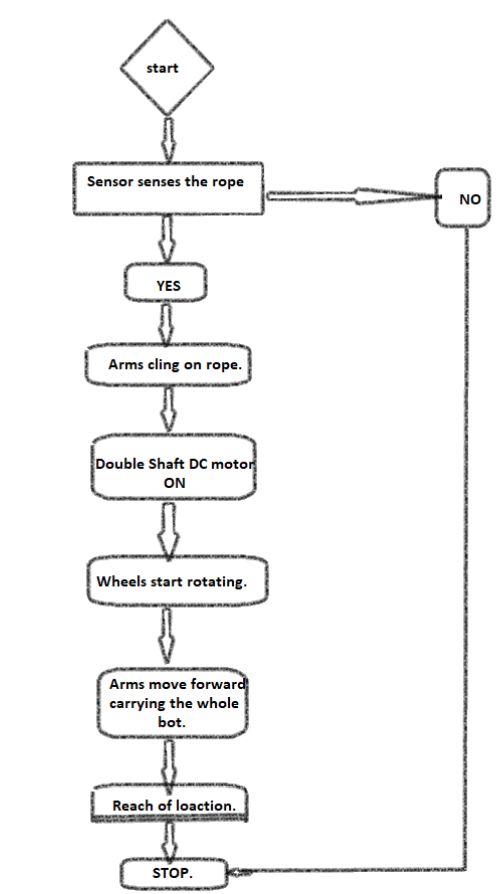 start
Sensor senses the rope
NO
YES
Arms cling on rope.
Double Shaft DC motor
ON
Wheels start rotating.
Arms move forward
carrying the whole
bot.
Reach of loaction.
STOP.